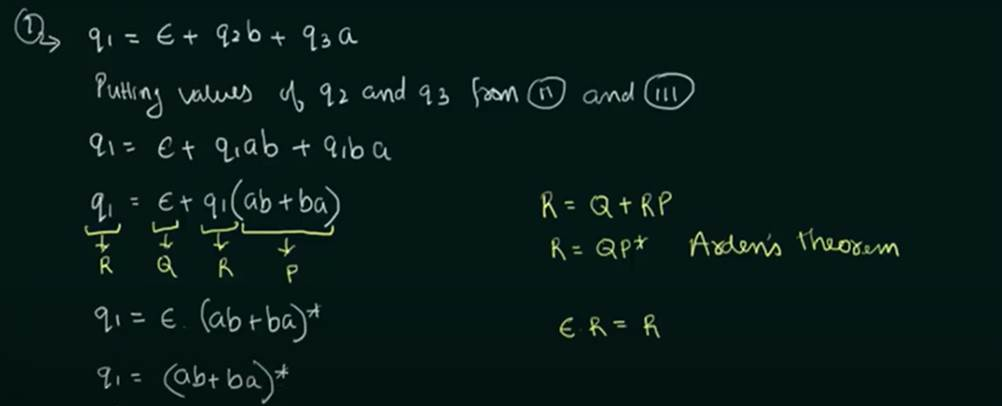 ① → q1 = ϵ + q2b + q3a
Putting values of q2 and q3 from (II) and (III)
q1 = ϵ + q1ab + q1ba
q1 = ϵ + q1(ab + ba)
R Q R P
R = Q + RP
R = QP* Arden's theorem
q1 = ϵ. (ab + ba)*
ϵ.R = R
q1 = (ab + ba)*